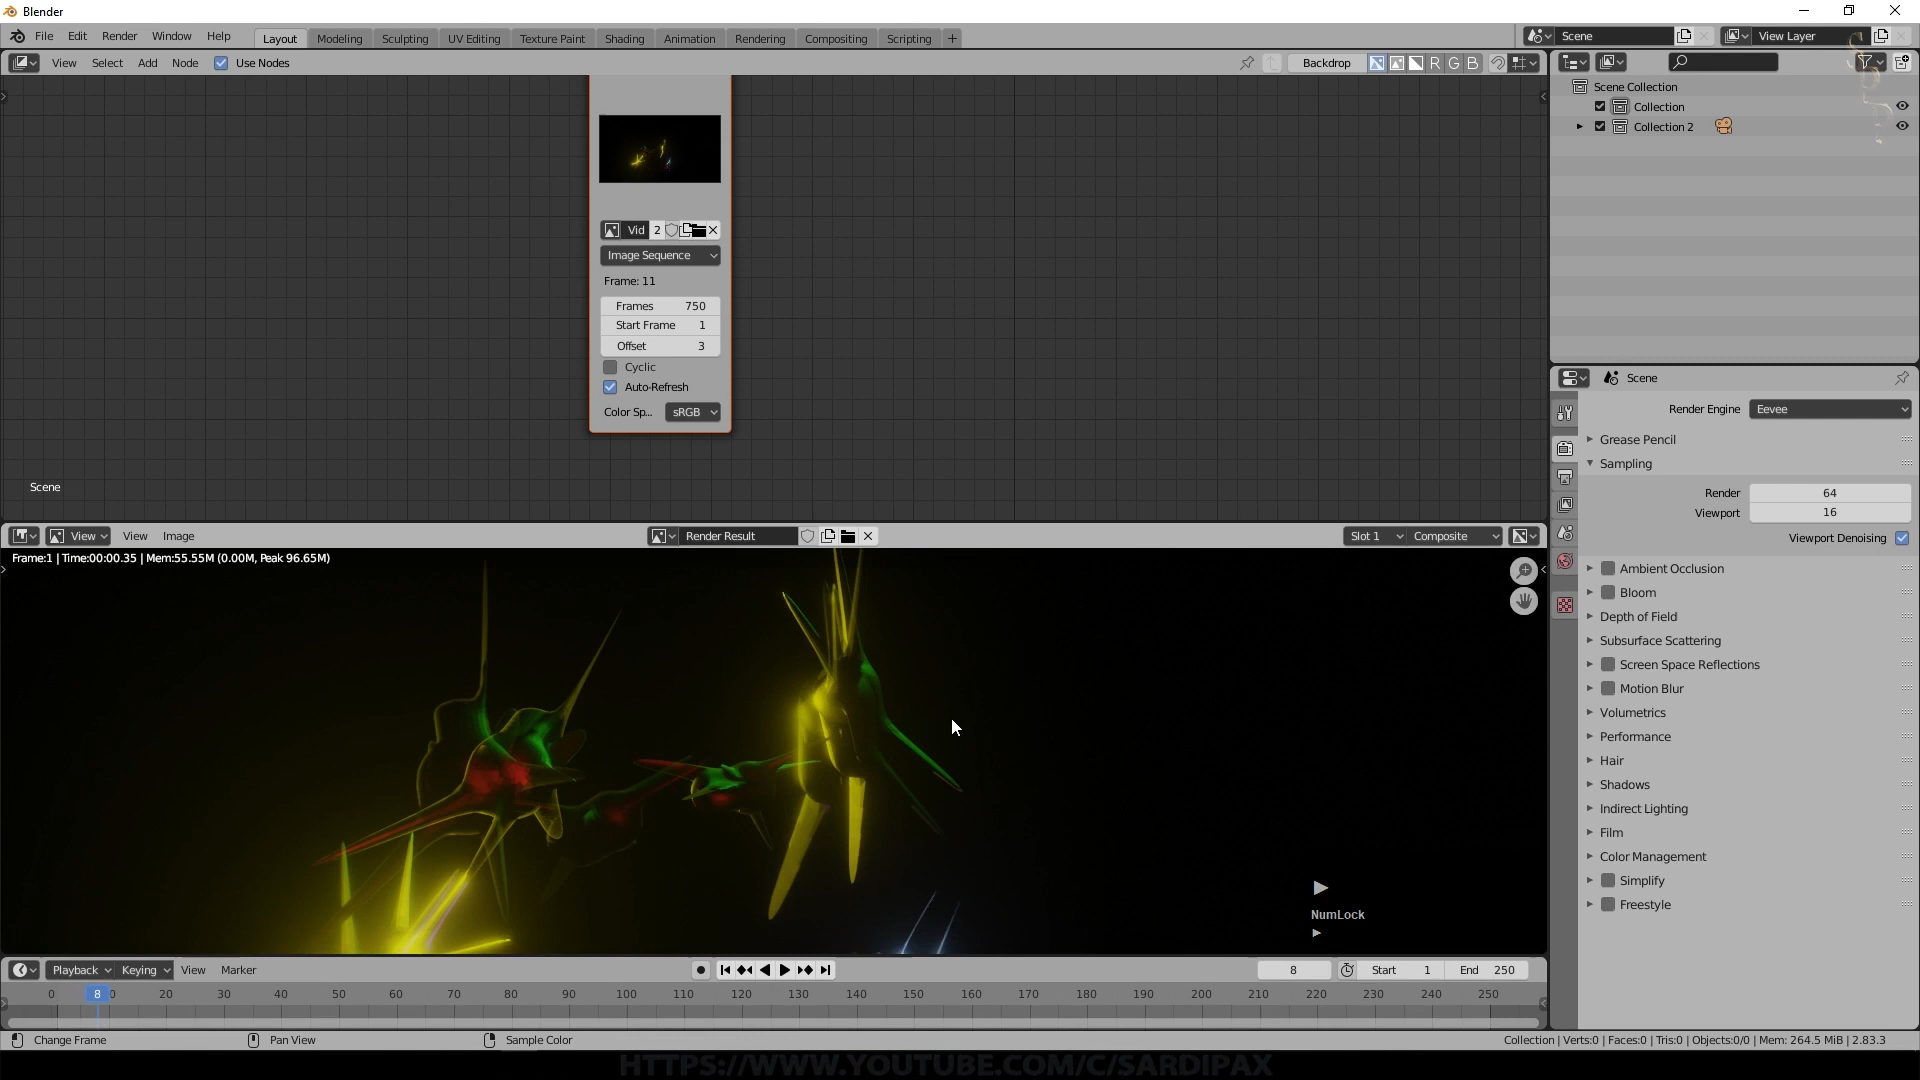 Blender
File Edit Render Window Help Layout Modeling Sculpting UV Editing Texture Paint Shading Animation Rendering Compositing Scripting + Scene View Layer
View Select Add Node Use Nodes Backdrop R G B
Scene Collection
Collection
Collection 2
Vid 2
Image Sequence
Frame: 11
Frames 750
Start Frame 1
Offset 3
Cyclic
Auto-Refresh
Color Sp... sRGB
Scene
Scene
Render Engine Eevee
Grease Pencil
Sampling
Render 64
Viewport 16
Viewport Denoising
Ambient Occlusion
Bloom
Depth of Field
Subsurface Scattering
Screen Space Reflections
Motion Blur
Volumetrics
Performance
Hair
Shadows
Indirect Lighting
Film
Color Management
Simplify
Freestyle
View View Image Render Result Slot 1 Composite
Frame:1 | Time:00:00.35 | Mem:55.55M (0.00M, Peak 96.65M)
NumLock
Playback Keying View Marker 8 Start 1 End 250
0 8 0 20 30 40 50 60 70 80 90 100 110 120 130 140 150 160 170 180 190 200 210 220 230 240 250
Change Frame Pan View Sample Color Collection | Verts:0 | Faces:0 | Tris:0 | Objects:0/0 | Mem: 264.5 MiB | 2.83.3
HTTPS://WWW.YOUTUBE.COM/C/SARDIPAX